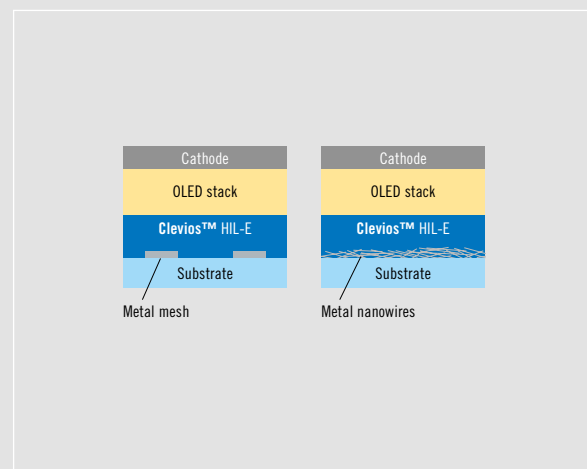 Cathode
OLED stack
Clevios™ HIL-E
Substrate
Metal mesh
Cathode
OLED stack
Clevios™ HIL-E
Substrate
Metal nanowires